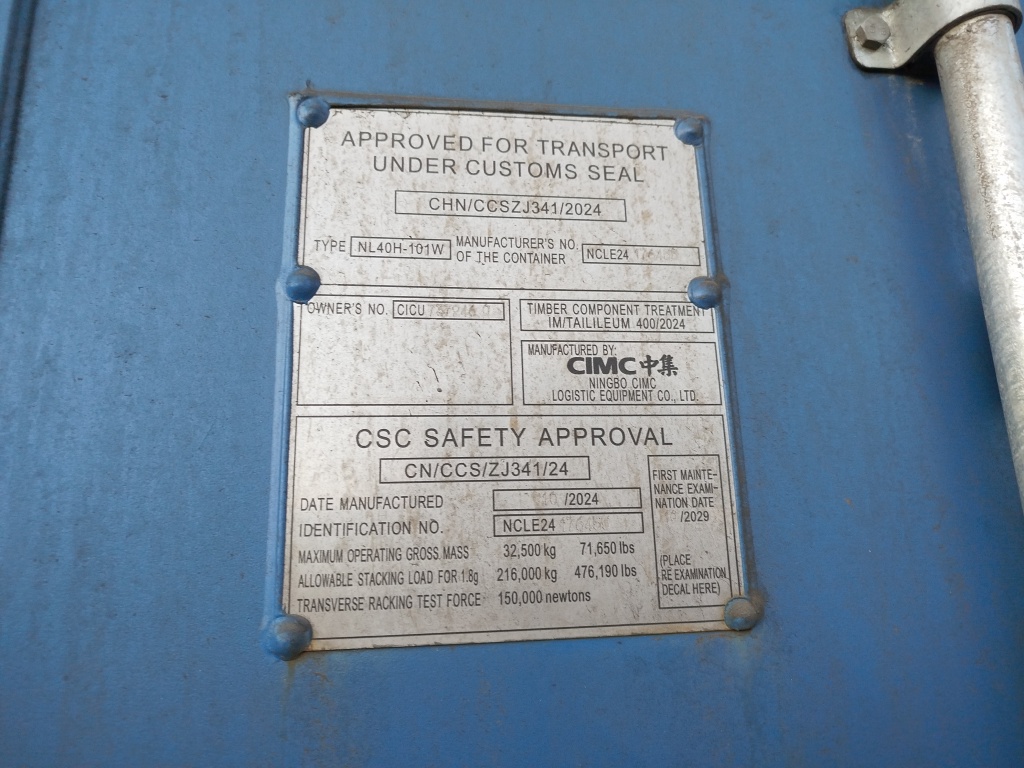 APPROVED FOR TRANSPORT
UNDER CUSTOMS SEAL
CHN/CCSZJ341/2024
TYPE NL40H-101W MANUFACTURER'S NO. OF THE CONTAINER NCLE24
OWNER'S NO. CICU
TIMBER COMPONENT TREATMENT
IM/TAILILEUM 400/2024
MANUFACTURED BY:
CIMC 中集
NINGBO CIMC
LOGISTIC EQUIPMENT CO., LTD.
CSC SAFETY APPROVAL
CN/CCS/ZJ341/24
DATE MANUFACTURED /2024
IDENTIFICATION NO. NCLE24
MAXIMUM OPERATING GROSS MASS 32,500 kg 71,650 lbs
ALLOWABLE STACKING LOAD FOR 1.8g 216,000 kg 476,190 lbs
TRANSVERSE RACKING TEST FORCE 150,000 newtons
FIRST MAINTE-
NANCE EXAMI-
NATION DATE
/2029
(PLACE
RE EXAMINATION
DECAL HERE)